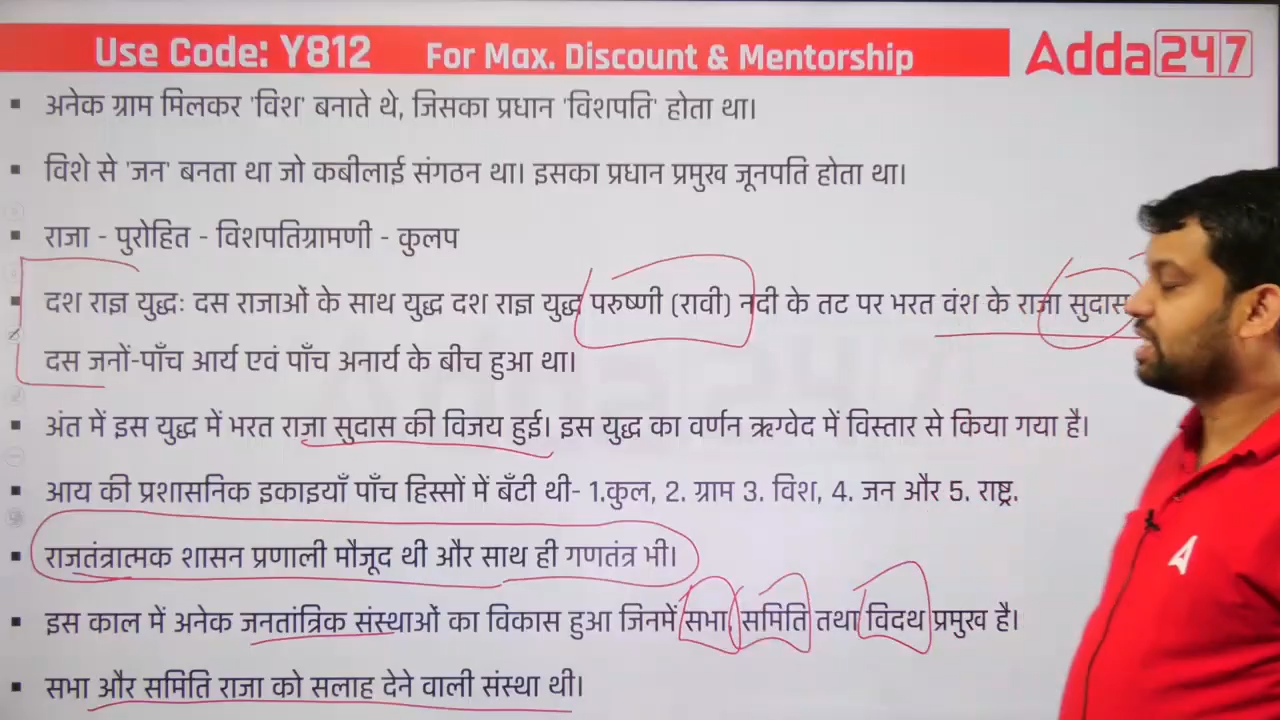 Use Code: Y812 For Max. Discount & Mentorship
Adda247
अनेक ग्राम मिलकर 'विश' बनाते थे, जिसका प्रधान 'विशपति' होता था।
विशे से 'जन' बनता था जो कबीलाई संगठन था। इसका प्रधान प्रमुख जूनपति होता था।
राजा - पुरोहित - विशपतिग्रामणी - कुलप
दश राज्ञ युद्धः दस राजाओं के साथ युद्ध दश राज्ञ युद्ध परुष्णी (रावी) नदी के तट पर भरत वंश के राजा सुदास
दस जनों-पाँच आर्य एवं पाँच अनार्य के बीच हुआ था।
अंत में इस युद्ध में भरत राजा सुदास की विजय हुई। इस युद्ध का वर्णन ऋग्वेद में विस्तार से किया गया है।
आय की प्रशासनिक इकाइयाँ पाँच हिस्सों में बँटी थी- 1.कुल, 2. ग्राम 3. विश, 4. जन और 5. राष्ट्र.
राजतंत्रात्मक शासन प्रणाली मौजूद थी और साथ ही गणतंत्र भी।
इस काल में अनेक जनतांत्रिक संस्थाओं का विकास हुआ जिनमें सभा, समिति तथा विदथ प्रमुख है।
सभा और समिति राजा को सलाह देने वाली संस्था थी।